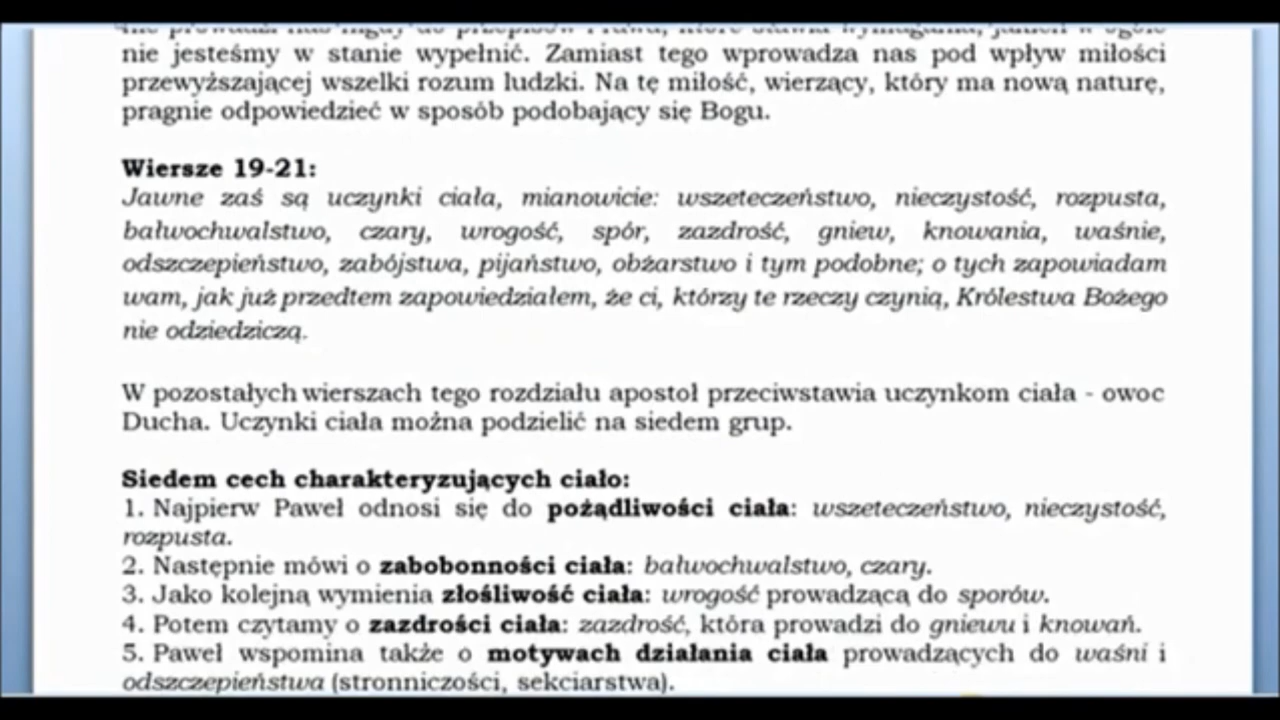 nie jesteśmy w stanie wypełnić. Zamiast tego wprowadza nas pod wpływ miłości
przewyższającej wszelki rozum ludzki. Na tę miłość, wierzący, który ma nową naturę,
pragnie odpowiedzieć w sposób podobający się Bogu.
Wiersze 19-21:
Jawne zaś są uczynki ciała, mianowicie: wszeteczeństwo, nieczystość, rozpusta,
bałwochwalstwo, czary, wrogość, spór, zazdrość, gniew, knowania, waśnie,
odszczepieństwo, zabójstwa, pijaństwo, obżarstwo i tym podobne; o tych zapowiadam
wam, jak już przedtem zapowiedziałem, że ci, którzy te rzeczy czynią, Królestwa Bożego
nie odziedziczą.
W pozostałych wierszach tego rozdziału apostoł przeciwstawia uczynkom ciała - owoc
Ducha. Uczynki ciała można podzielić na siedem grup.
Siedem cech charakteryzujących ciało:
1. Najpierw Paweł odnosi się do pożądliwości ciała: wszeteczeństwo, nieczystość,
rozpusta.
2. Następnie mówi o zabobonności ciała: bałwochwalstwo, czary.
3. Jako kolejną wymienia złośliwość ciała: wrogość prowadzącą do sporów.
4. Potem czytamy o zazdrości ciała: zazdrość, która prowadzi do gniewu i knowań.
5. Paweł wspomina także o motywach działania ciała prowadzących do waśni i
odszczepieństwa (stronniczości, sekciarstwa).